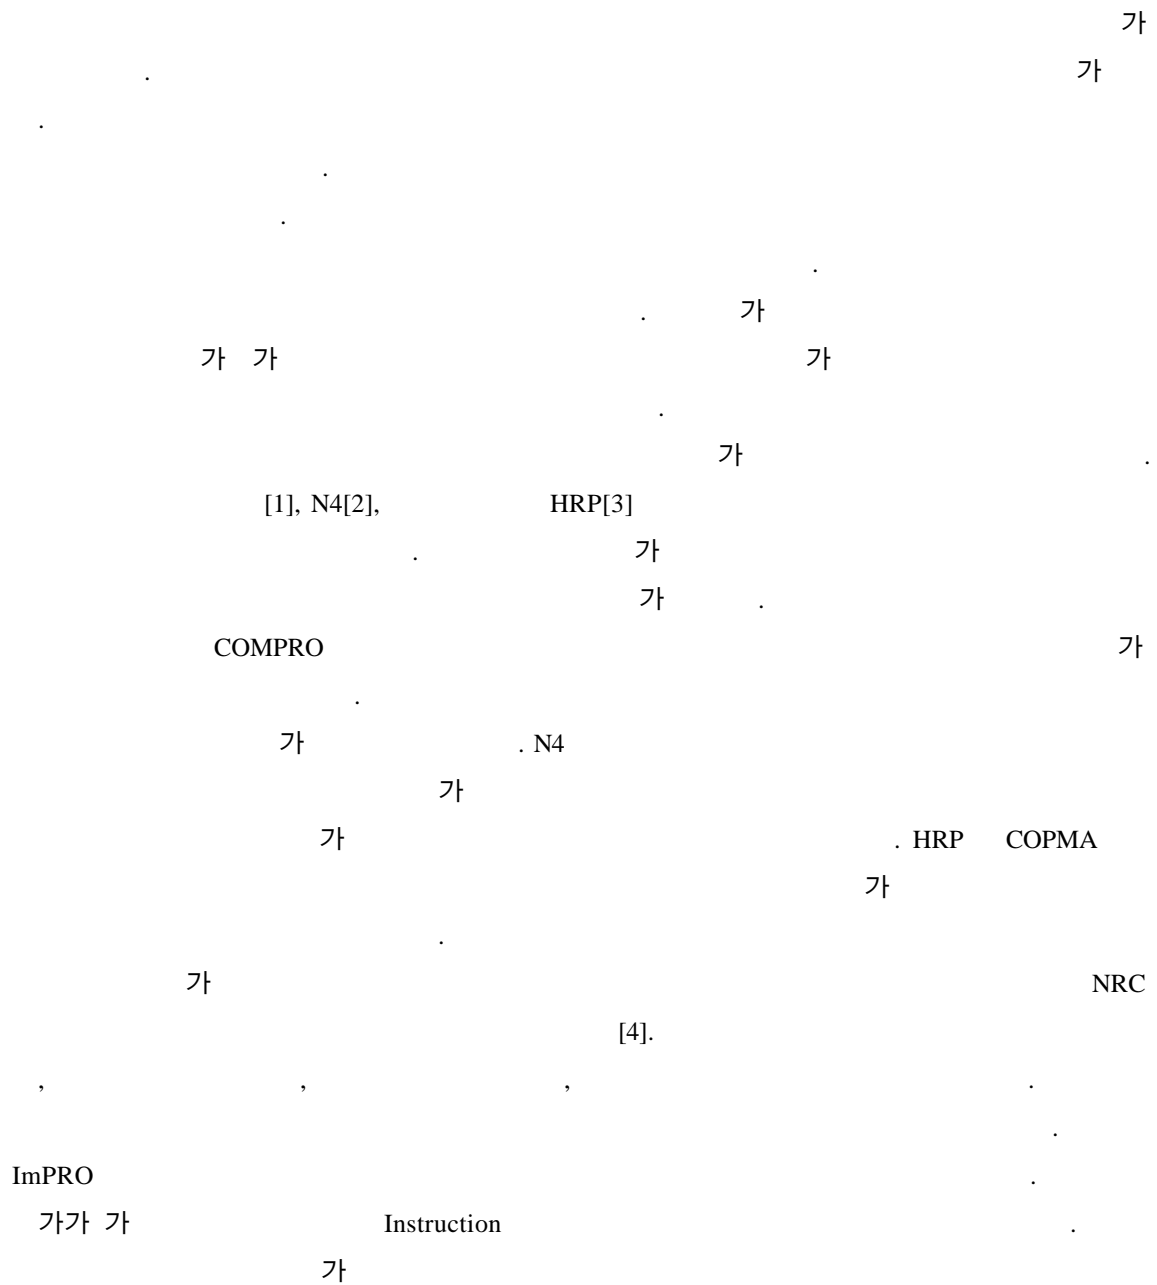 가
. 가
.
.
.
.
. 가
가 가 가
.
가 .
[1], N4[2], HRP[3]
. 가
가 .
COMPRO 가
.
가 . N4
가
가 . HRP COPMA
가
.
가 NRC
[4].
, , , .
.
ImPRO .
가가 가 Instruction .
가